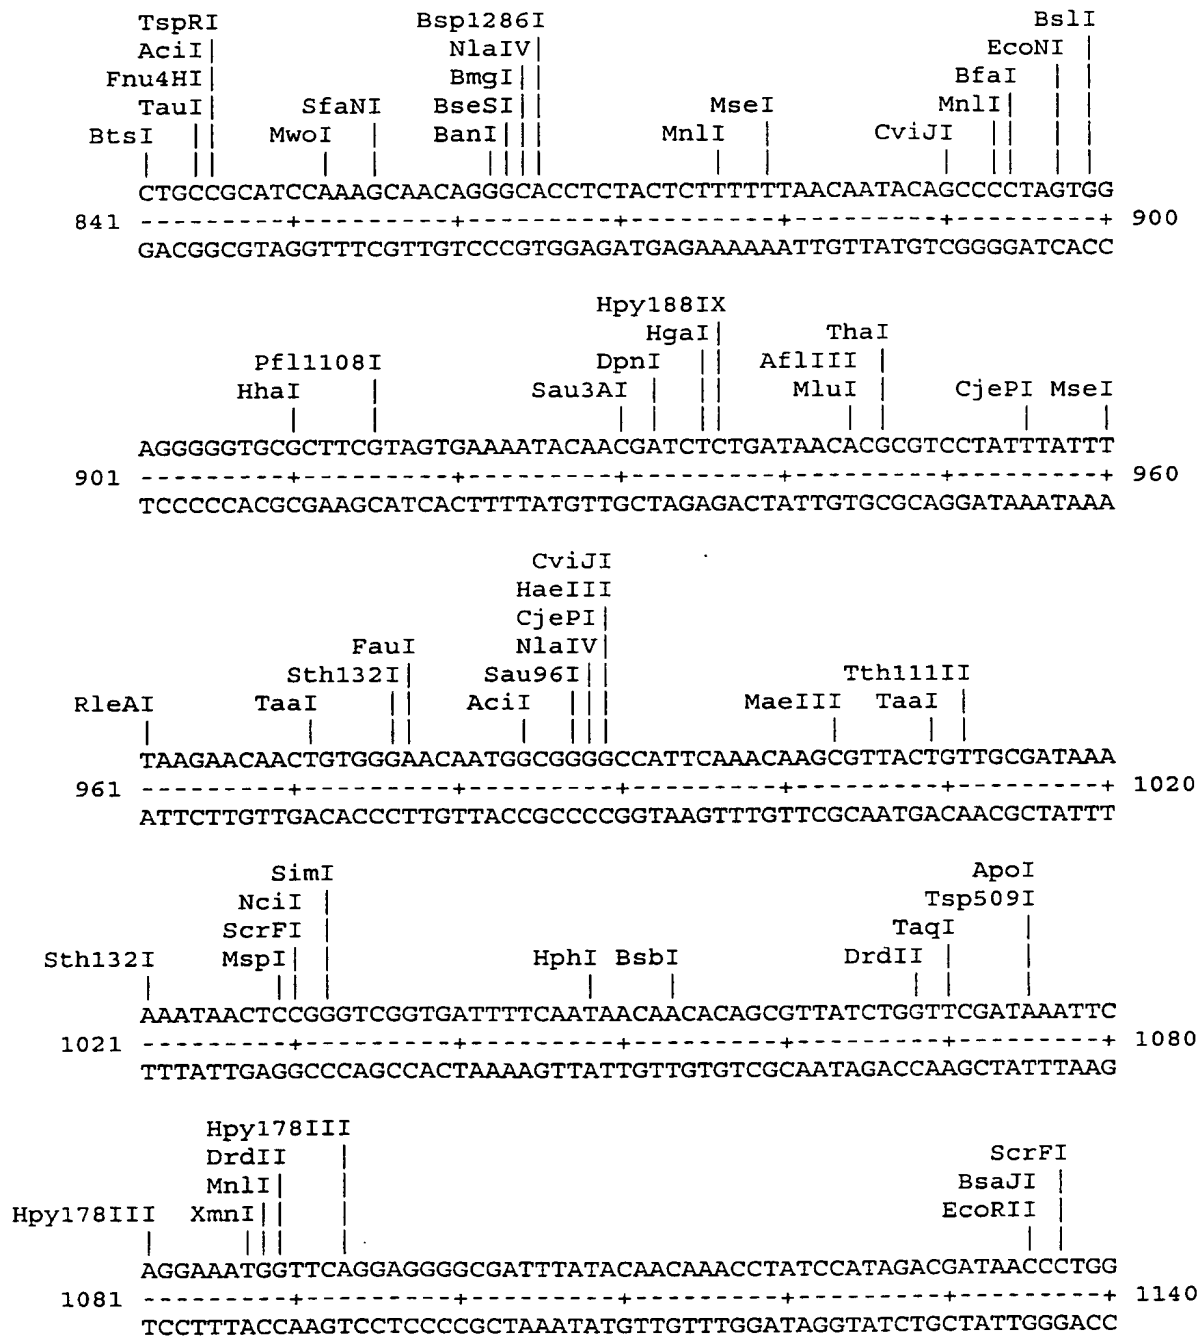 TspRI Bsp1286I BslI
AciI| NlaIV| EcoNI |
Fnu4HI| BmgI|| BfaI | |
TauI| SfaNI BseSI|| MseI MnlI| | |
BtsI || MwoI | BanI||| MnlI | CviJI || | |
| || | | |||| | | | || | |
CTGCCGCATCCAAAGCAACAGGGCACCTCTACTCTTTTTTAACAATACAGCCCCTAGTGG
841 ---------+---------+---------+---------+---------+---------+ 900
GACGGCGTAGGTTTCGTTGTCCCGTGGAGATGAGAAAAAATTGTTATGTCGGGGATCACC
Hpy188IX
HgaI| ThaI
Pfl1108I DpnI || AflIII |
HhaI | Sau3AI | || MluI | CjePI MseI
| | | | || | | | |
AGGGGGTGCGCTTCGTAGTGAAAATACAACGATCTCTGATAACACGCGTCCTATTTATTT
901 ---------+---------+---------+---------+---------+---------+ 960
TCCCCCACGCGAAGCATCACTTTTATGTTGCTAGAGACTATTGTGCGCAGGATAAATAAA
CviJI
HaeIII
CjePI|
FauI NlaIV|
Sth132I| Sau96I|| Tth111II
RleAI TaaI || AciI ||| MaeIII TaaI |
| | || | ||| | | |
TAAGAACAACTGTGGGAACAATGGCGGGGCCATTCAAACAAGCGTTACTGTTGCGATAAA
961 ---------+---------+---------+---------+---------+---------+ 1020
ATTCTTGTTGACACCCTTGTTACCGCCCCGGTAAGTTTGTTCGCAATGACAACGCTATTT
SimI ApoI
NciI | Tsp509I
ScrFI | TaqI |
Sth132I MspI| | HphI BsbI DrdII | |
| || | | | | | |
AAATAACTCCGGGTCGGTGATTTTCAATAACAACACAGCGTTATCTGGTTCGATAAATTC
1021 ---------+---------+---------+---------+---------+---------+ 1080
TTTATTGAGGCCCAGCCACTAAAAGTTATTGTTGTGTCGCAATAGACCAAGCTATTTAAG
Hpy178III
DrdII | ScrFI
MnlI| | BsaJI |
Hpy178III XmnI|| | EcoRII |
| ||| | | |
AGGAAATGGTTCAGGAGGGGCGATTTATACAACAAACCTATCCATAGACGATAACCCTGG
1081 ---------+---------+---------+---------+---------+---------+ 1140
TCCTTTACCAAGTCCTCCCCGCTAAATATGTTGTTTGGATAGGTATCTGCTATTGGGACC